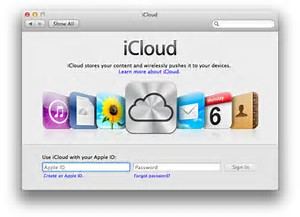 iCloud
Show All
iCloud
iCloud stores your content and wirelessly pushes it to your devices.
Learn more about iCloud.
Monday
6
Use iCloud with your Apple ID:
Apple ID
Password
Sign In
Create an Apple ID.
Forgot password?